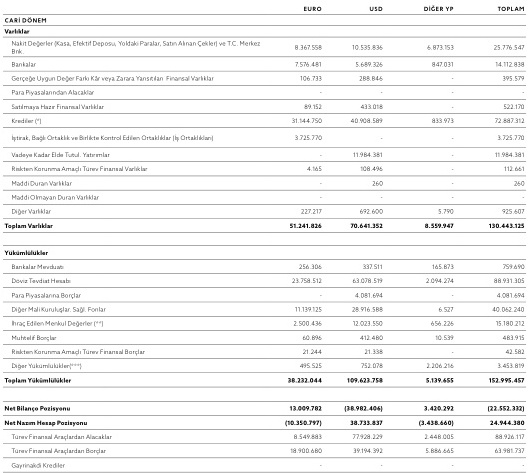 EURO USD DİĞER YP TOPLAM
CARİ DÖNEM
Varlıklar
Nakit Değerler (Kasa, Efektif Deposu, Yoldaki Paralar, Satın Alınan Çekler) ve T.C. Merkez
Bnk. 8.367.558 10.535.836 6.873.153 25.776.547
Bankalar 7.576.481 5.689.326 847.031 14.112.838
Gerçeğe Uygun Değer Farkı Kâr veya Zarara Yansıtılan Finansal Varlıklar 106.733 288.846 - 395.579
Para Piyasalarından Alacaklar - - - -
Satılmaya Hazır Finansal Varlıklar 89.152 433.018 - 522.170
Krediler (*) 31.144.750 40.908.589 833.973 72.887.312
İştirak, Bağlı Ortaklık ve Birlikte Kontrol Edilen Ortaklıklar (İş Ortaklıkları) 3.725.770 - - 3.725.770
Vadeye Kadar Elde Tutul. Yatırımlar - 11.984.381 - 11.984.381
Riskten Korunma Amaçlı Türev Finansal Varlıklar 4.165 108.496 - 112.661
Maddi Duran Varlıklar - 260 - 260
Maddi Olmayan Duran Varlıklar - - - -
Diğer Varlıklar 227.217 692.600 5.790 925.607
Toplam Varlıklar 51.241.826 70.641.352 8.559.947 130.443.125
Yükümlülükler
Bankalar Mevduatı 256.306 337.511 165.873 759.690
Döviz Tevdiat Hesabı 23.758.512 63.078.519 2.094.274 88.931.305
Para Piyasalarına Borçlar - 4.081.694 - 4.081.694
Diğer Mali Kuruluşlar. Sağl. Fonlar 11.139.125 28.916.588 6.527 40.062.240
İhraç Edilen Menkul Değerler (**) 2.500.436 12.023.550 656.226 15.180.212
Muhtelif Borçlar 60.896 412.480 10.539 483.915
Riskten Korunma Amaçlı Türev Finansal Borçlar 21.244 21.338 - 42.582
Diğer Yükümlülükler(***) 495.525 752.078 2.206.216 3.453.819
Toplam Yükümlülükler 38.232.044 109.623.758 5.139.655 152.995.457
Net Bilanço Pozisyonu 13.009.782 (38.982.406) 3.420.292 (22.552.332)
Net Nazım Hesap Pozisyonu (10.350.797) 38.733.837 (3.438.660) 24.944.380
Türev Finansal Araçlardan Alacaklar 8.549.883 77.928.229 2.448.005 88.926.117
Türev Finansal Araçlardan Borçlar 18.900.680 39.194.392 5.886.665 63.981.737
Gayrinakdi Krediler - - - -